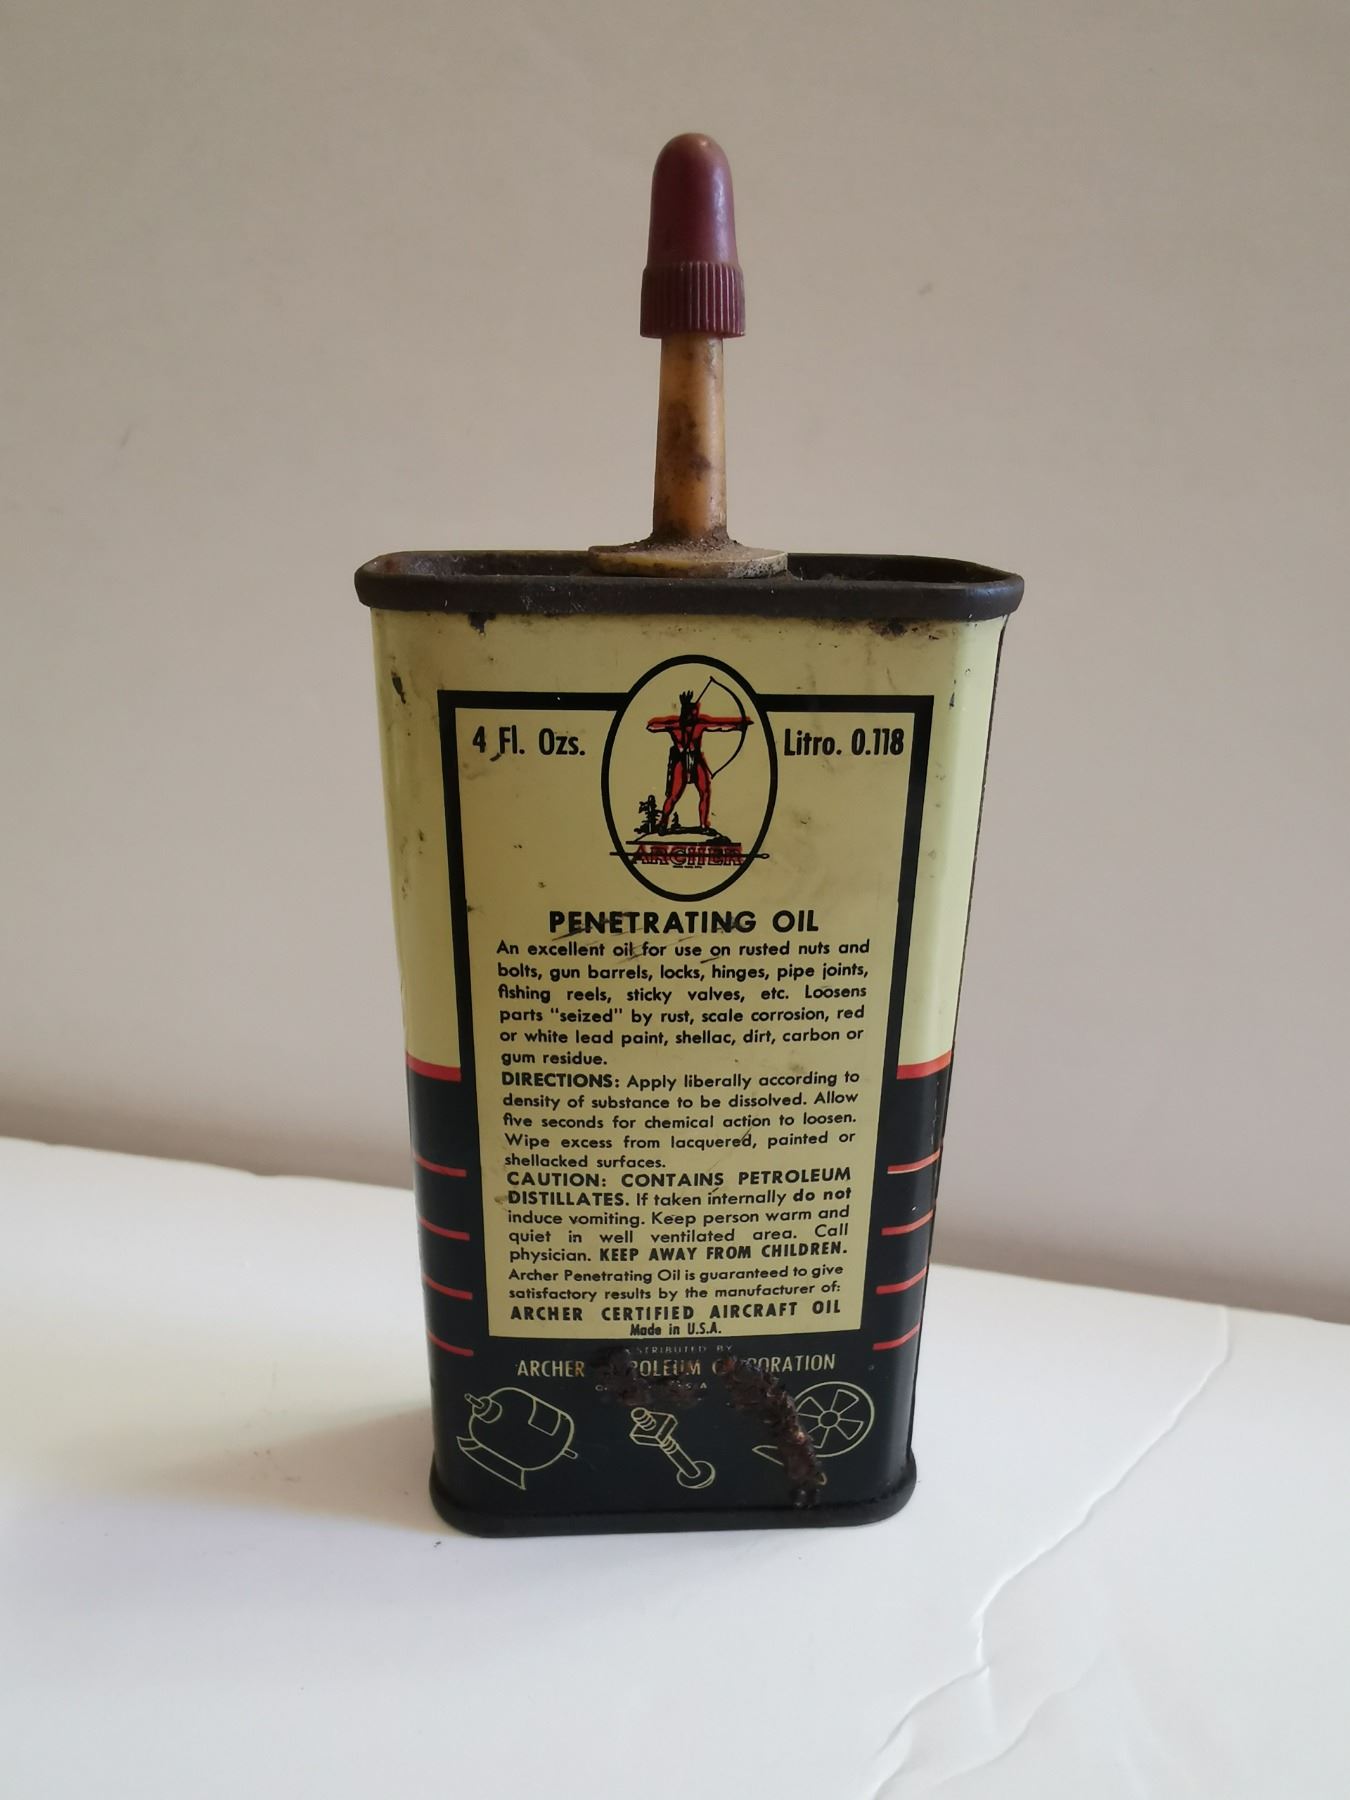 4 Fl. Ozs.
Litro. 0.118
ARCHER
PENETRATING OIL
An excellent oil for use on rusted nuts and
bolts, gun barrels, locks, hinges, pipe joints,
fishing reels, sticky valves, etc. Loosens
parts "seized" by rust, scale corrosion, red
or white lead paint, shellac, dirt, carbon or
gum residue.
DIRECTIONS: Apply liberally according to
density of substance to be dissolved. Allow
five seconds for chemical action to loosen.
Wipe excess from lacquered, painted or
shellacked surfaces.
CAUTION: CONTAINS PETROLEUM
DISTILLATES. If taken internally do not
induce vomiting. Keep person warm and
quiet in well ventilated area. Call
physician. KEEP AWAY FROM CHILDREN.
Archer Penetrating Oil is guaranteed to give
satisfactory results by the manufacturer of:
ARCHER CERTIFIED AIRCRAFT OIL
Made in U.S.A.
DISTRIBUTED BY
ARCHER PETROLEUM CORPORATION